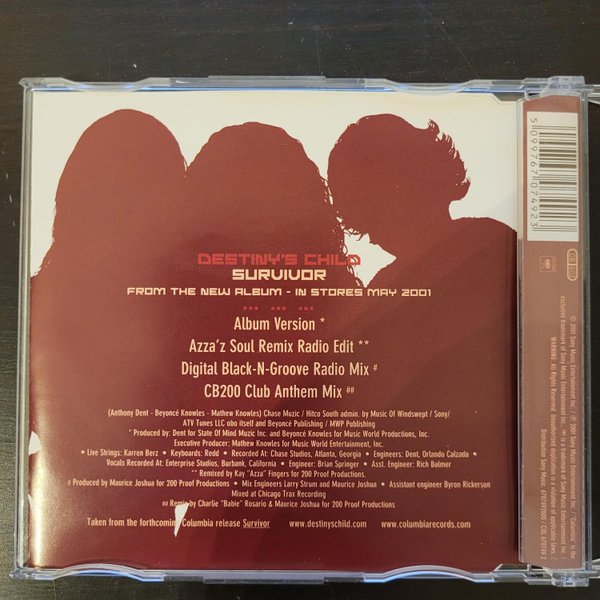 DESTINY'S CHILD
SURVIVOR
FROM THE NEW ALBUM - IN STORES MAY 2001
Album Version *
Azza'z Soul Remix Radio Edit **
Digital Black-N-Groove Radio Mix #
CB200 Club Anthem Mix ##
(Anthony Dent - Beyoncé Knowles - Mathew Knowles) Chase Muzic / Hitco South admin. by Music Of Windswept / Sony/
ATV Tunes LLC obo itself and Beyoncé Publishing / MWP Publishing
* Produced by: Dent for State Of Mind Muzic Inc. and Beyoncé Knowles for Music World Productions, Inc.
Executive Producer: Mathew Knowles for Music World Entertainment, Inc.
• Live Strings: Karren Berz • Keyboards: Redd • Recorded At: Chase Studios, Atlanta, Georgia • Engineers: Dent, Orlando Calzada •
Vocals Recorded At: Enterprise Studios, Burbank, California • Engineer: Brian Springer • Asst. Engineer: Rich Balmer
** Remixed by Kay "Azza" Fingers for 200 Proof Productions.
# Produced by Maurice Joshua for 200 Proof Productions • Mix Engineers Larry Strum and Maurice Joshua • Assistant engineer Byron Rickerson
Mixed at Chicago Trax Recording
## Remix by Charlie "Babie" Rosario & Maurice Joshua for 200 Proof Productions
Taken from the forthcoming Columbia release Survivor www.destinyschild.com www.columbiarecords.com
5099767074923